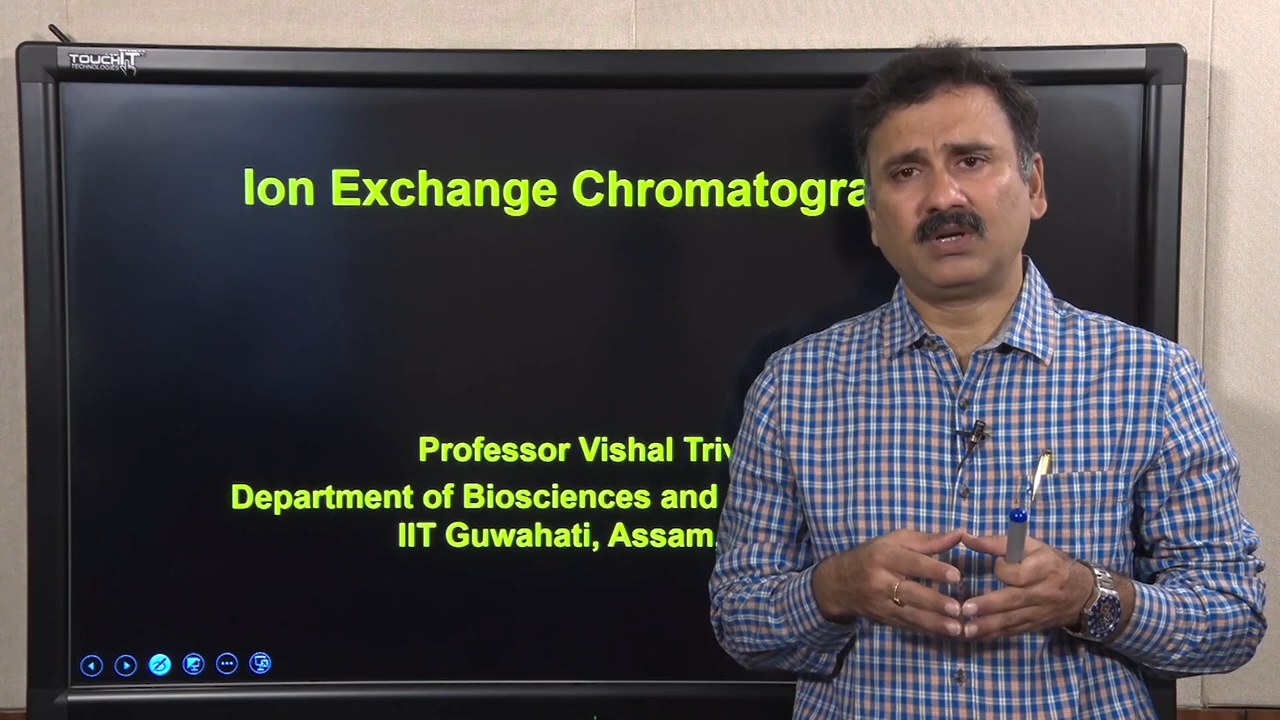 TOUCHIT
TECHNOLOGIES
Ion Exchange Chromatogra
Professor Vishal Triv
Department of Biosciences and
IIT Guwahati, Assam,